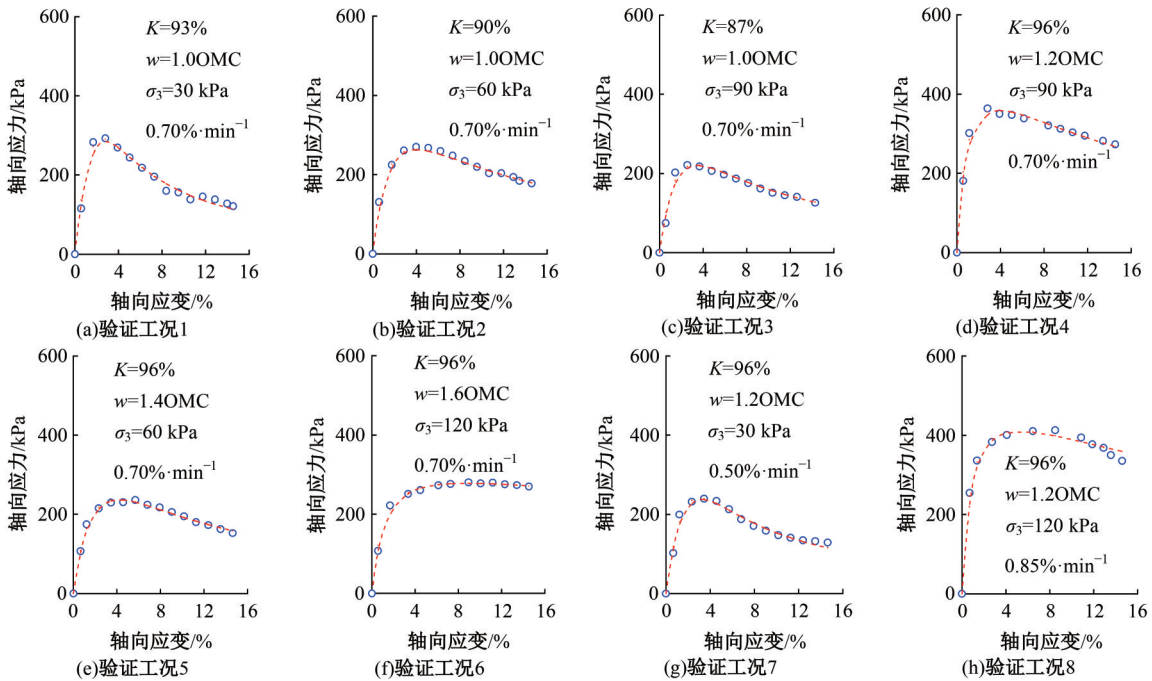 600
400
200
0
轴向应力/kPa
K=93%
w=1.0OMC
σ3=30 kPa
0.70%·min−1
0 4 8 12 16
轴向应变/%
(a)验证工况1
600
400
200
0
轴向应力/kPa
K=90%
w=1.0OMC
σ3=60 kPa
0.70%·min−1
0 4 8 12 16
轴向应变/%
(b)验证工况2
600
400
200
0
轴向应力/kPa
K=87%
w=1.0OMC
σ3=90 kPa
0.70%·min−1
0 4 8 12 16
轴向应变/%
(c)验证工况3
600
400
200
0
轴向应力/kPa
K=96%
w=1.2OMC
σ3=90 kPa
0.70%·min−1
0 4 8 12 16
轴向应变/%
(d)验证工况4
600
400
200
0
轴向应力/kPa
K=96%
w=1.4OMC
σ3=60 kPa
0.70%·min−1
0 4 8 12 16
轴向应变/%
(e)验证工况5
600
400
200
0
轴向应力/kPa
K=96%
w=1.6OMC
σ3=120 kPa
0.70%·min−1
0 4 8 12 16
轴向应变/%
(f)验证工况6
600
400
200
0
轴向应力/kPa
K=96%
w=1.2OMC
σ3=30 kPa
0.50%·min−1
0 4 8 12 16
轴向应变/%
(g)验证工况7
600
400
200
0
轴向应力/kPa
K=96%
w=1.2OMC
σ3=120 kPa
0.85%·min−1
0 4 8 12 16
轴向应变/%
(h)验证工况8